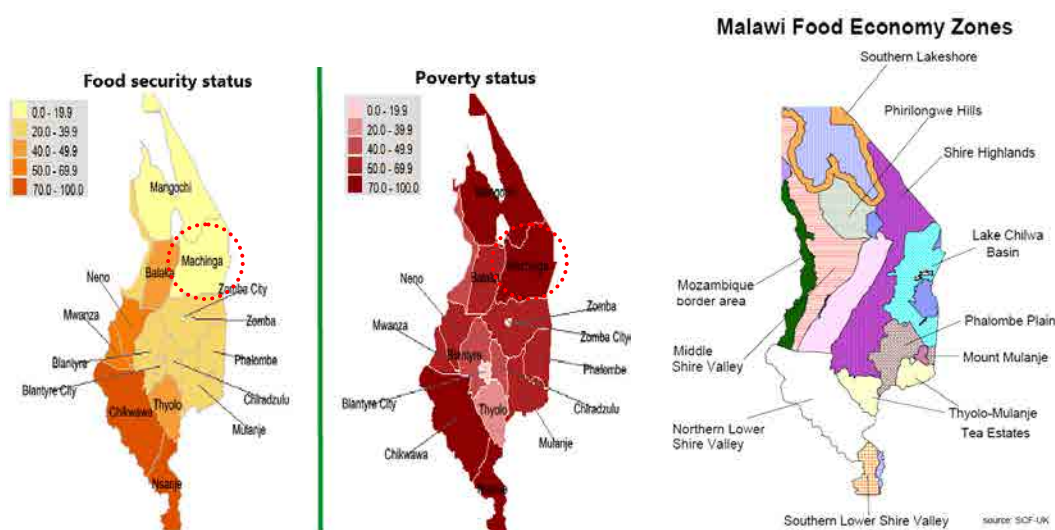 Food security status
0.0 - 19.9
20.0 - 39.9
40.0 - 49.9
50.0 - 69.9
70.0 - 100.0
Mangochi
Machinga
Balaka
Neno
Zomba City
Mwanza
Zomba
Blantyre
Phalombe
Blantyre City
Chiradzulu
Chikwawa
Thyolo
Mulanje
Nsanje
Poverty status
0.0 - 19.9
20.0 - 39.9
40.0 - 49.9
50.0 - 69.9
70.0 - 100.0
Mangochi
Machinga
Balaka
Neno
Zomba
Mwanza
Zomba City
Blantyre
Phalombe
Blantyre City
Thyolo
Chiradzulu
Mulanje
Chikwawa
Malawi Food Economy Zones
Southern Lakeshore
Phirilongwe Hills
Shire Highlands
Lake Chilwa
Basin
Mozambique
border area
Phalombe Plain
Middle
Shire Valley
Mount Mulanje
Thyolo-Mulanje
Tea Estates
Northern Lower
Shire Valley
Southern Lower Shire Valley
source: SCF-UK